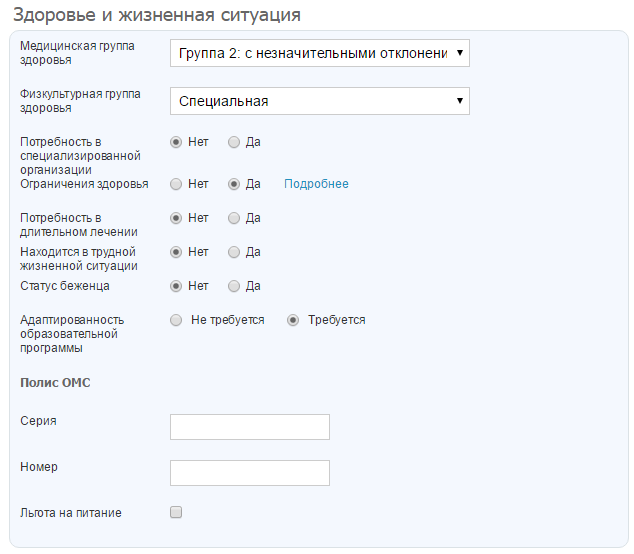 Здоровье и жизненная ситуация
Медицинская группа
здоровья
Группа 2: с незначительными отклонени
Физкультурная группа
здоровья
Специальная
Потребность в
специализированной
организации
Нет Да
Ограничения здоровья Нет Да Подробнее
Потребность в
длительном лечении
Нет Да
Находится в трудной
жизненной ситуации
Нет Да
Статус беженца Нет Да
Адаптированность
образовательной
программы
Не требуется Требуется
Полис ОМС
Серия
Номер
Льгота на питание